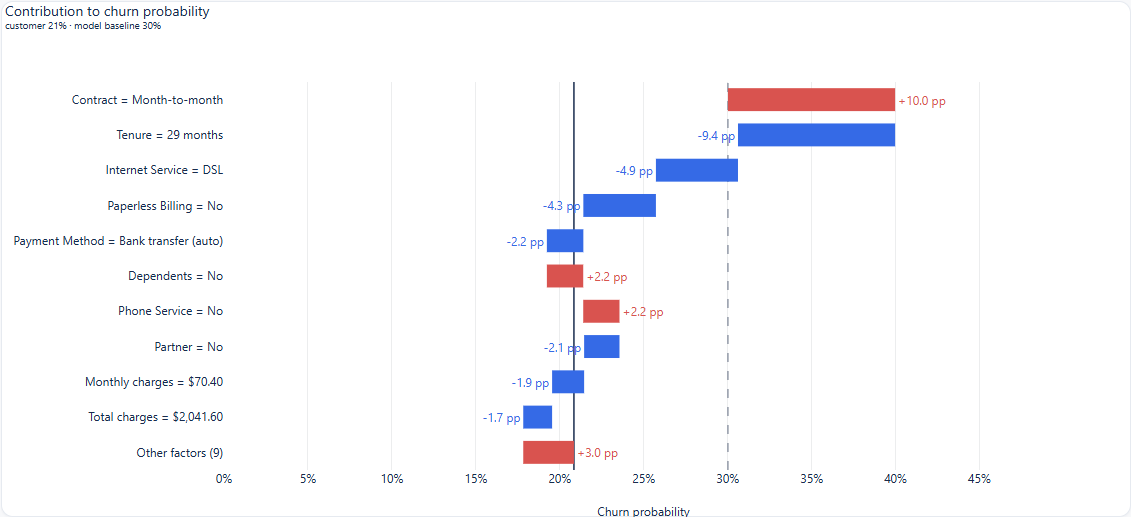 Contribution to churn probability
customer 21% · model baseline 30%
Contract = Month-to-month
+10.0 pp
Tenure = 29 months
-9.4 pp
Internet Service = DSL
-4.9 pp
Paperless Billing = No
-4.3 pp
Payment Method = Bank transfer (auto)
-2.2 pp
Dependents = No
+2.2 pp
Phone Service = No
+2.2 pp
Partner = No
-2.1 pp
Monthly charges = $70.40
-1.9 pp
Total charges = $2,041.60
-1.7 pp
Other factors (9)
+3.0 pp
0% 5% 10% 15% 20% 25% 30% 35% 40% 45%
Churn probability